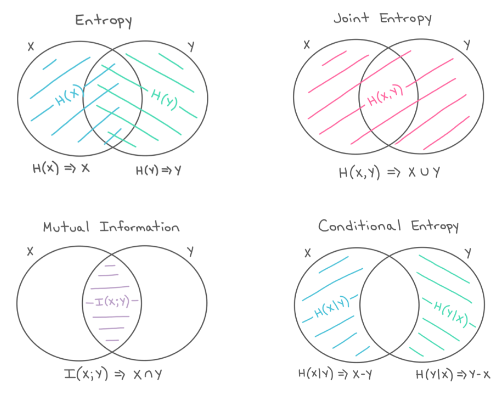 Entropy
X Y
H(X) H(Y)
H(X) ⇒ X H(Y) ⇒ Y
Joint Entropy
X Y
H(X,Y)
H(X,Y) ⇒ X ∪ Y
Mutual Information
X Y
I(X;Y)
I(X;Y) ⇒ X ∩ Y
Conditional Entropy
X Y
H(X|Y) H(Y|X)
H(X|Y) ⇒ X-Y H(Y|X) ⇒ Y-X